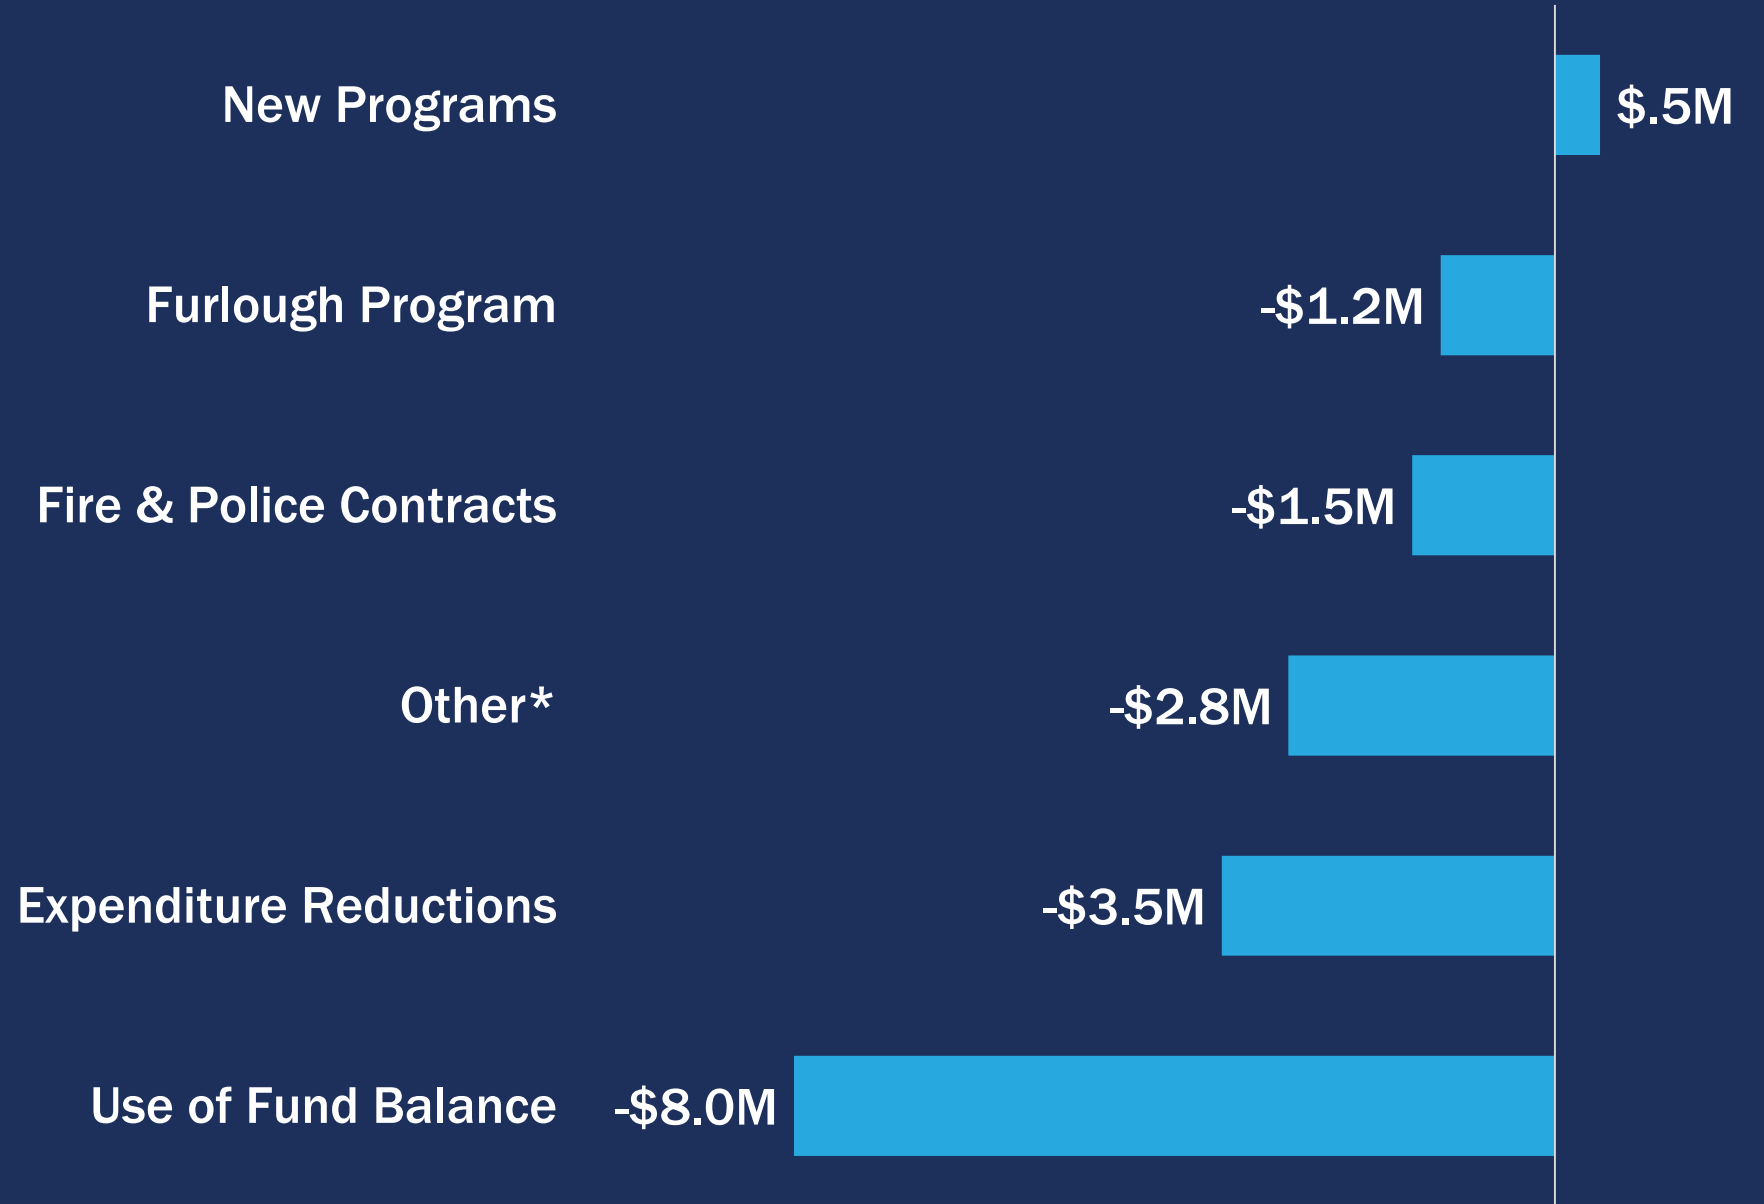 New Programs $.5M
Furlough Program -$1.2M
Fire & Police Contracts -$1.5M
Other* -$2.8M
Expenditure Reductions -$3.5M
Use of Fund Balance -$8.0M